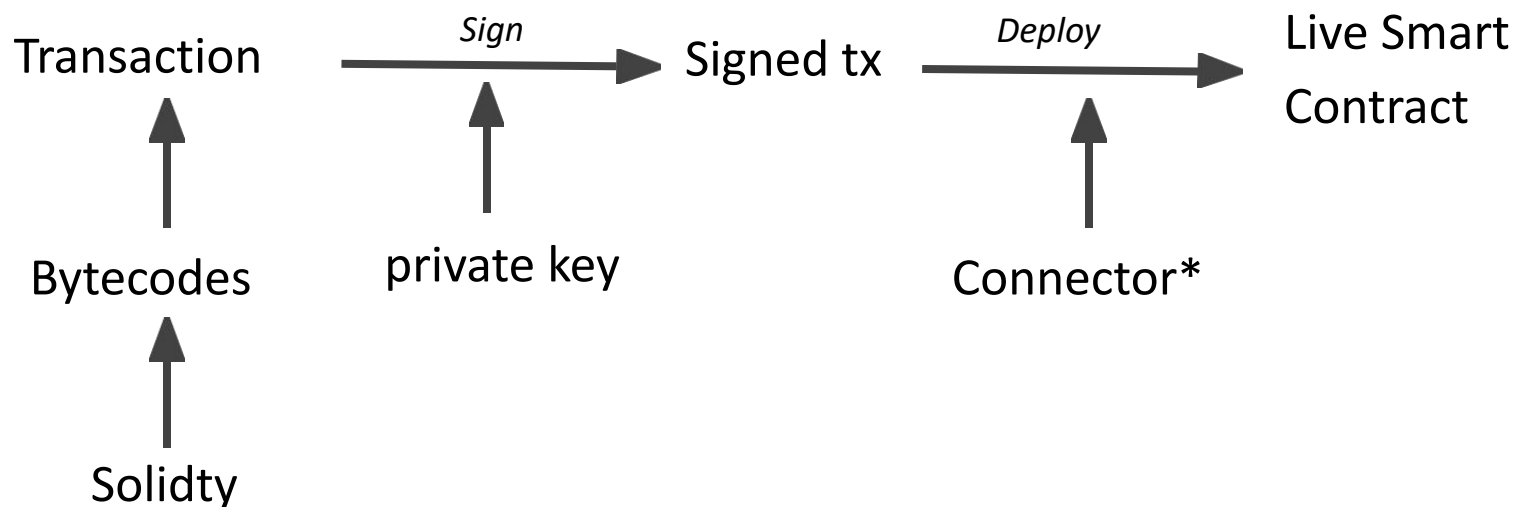 Sign
Deploy
Live Smart
Transaction
Signed tx
Contract
Bytecodes
private key
Connector*
Solidty